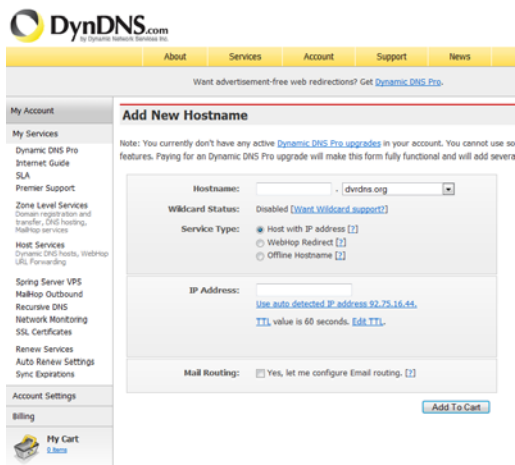 DynDNS.com
by Dynamic Network Services Inc.
About Services Account Support News
Want advertisement-free web redirections? Get Dynamic DNS Pro.
My Account
My Services
Dynamic DNS Pro
Internet Guide
SLA
Premier Support
Zone Level Services
Domain registration and
transfer, DNS hosting,
MailHop services
Host Services
Dynamic DNS hosts, WebHop
URL Forwarding
Spring Server VPS
MailHop Outbound
Recursive DNS
Network Monitoring
SSL Certificates
Renew Services
Auto Renew Settings
Sync Expirations
Account Settings
Billing
My Cart
0 items
Add New Hostname
Note: You currently don't have any active Dynamic DNS Pro upgrades in your account. You cannot use so
features. Paying for an Dynamic DNS Pro upgrade will make this form fully functional and will add severa
Hostname: . dvrdns.org
Wildcard Status: Disabled [Want Wildcard support?]
Service Type: Host with IP address [?]
WebHop Redirect [?]
Offline Hostname [?]
IP Address:
Use auto detected IP address 92.75.16.44.
TTL value is 60 seconds. Edit TTL.
Mail Routing: Yes, let me configure Email routing. [?]
Add To Cart